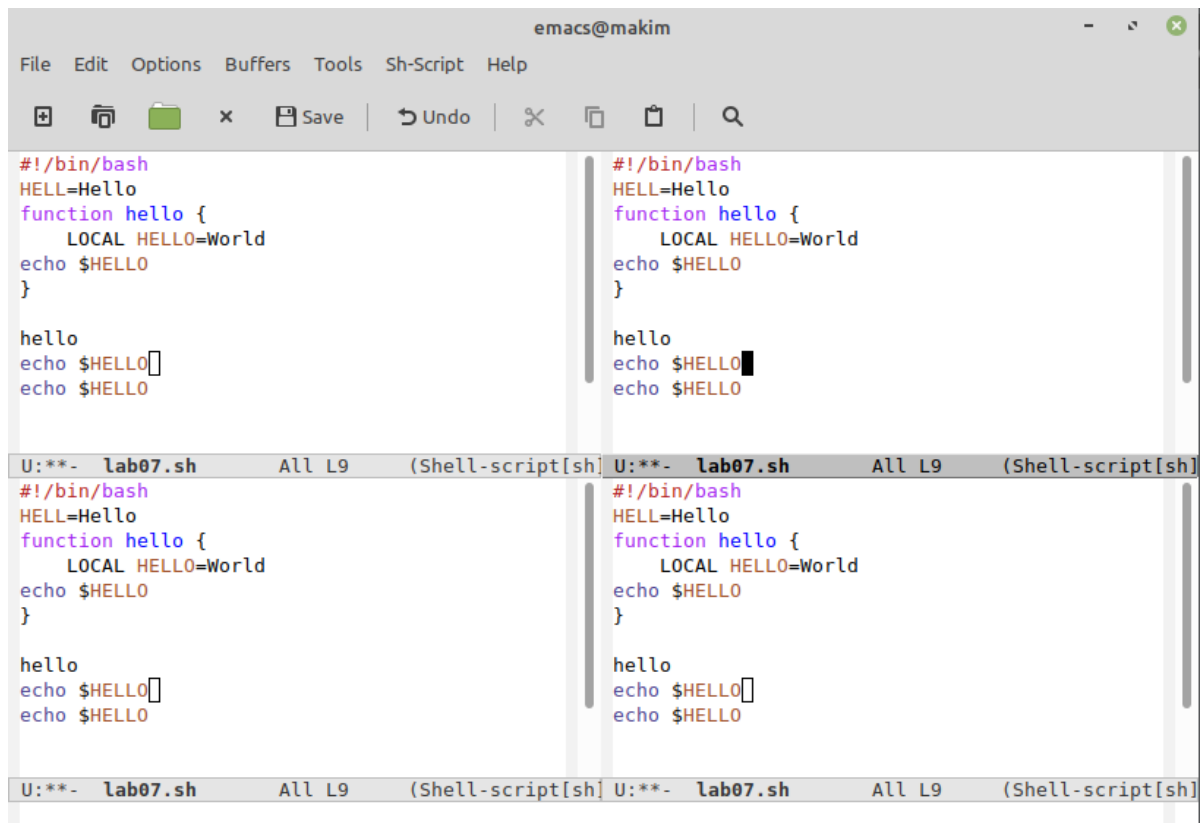 emacs@makim
File Edit Options Buffers Tools Sh-Script Help
Save Undo
#!/bin/bash
HELL=Hello
function hello {
    LOCAL HELLO=World
echo $HELLO
}

hello
echo $HELLO
echo $HELLO
U:**- lab07.sh All L9 (Shell-script[sh]
#!/bin/bash
HELL=Hello
function hello {
    LOCAL HELLO=World
echo $HELLO
}

hello
echo $HELLO
echo $HELLO
U:**- lab07.sh All L9 (Shell-script[sh]
#!/bin/bash
HELL=Hello
function hello {
    LOCAL HELLO=World
echo $HELLO
}

hello
echo $HELLO
echo $HELLO
U:**- lab07.sh All L9 (Shell-script[sh]
#!/bin/bash
HELL=Hello
function hello {
    LOCAL HELLO=World
echo $HELLO
}

hello
echo $HELLO
echo $HELLO
U:**- lab07.sh All L9 (Shell-script[sh]